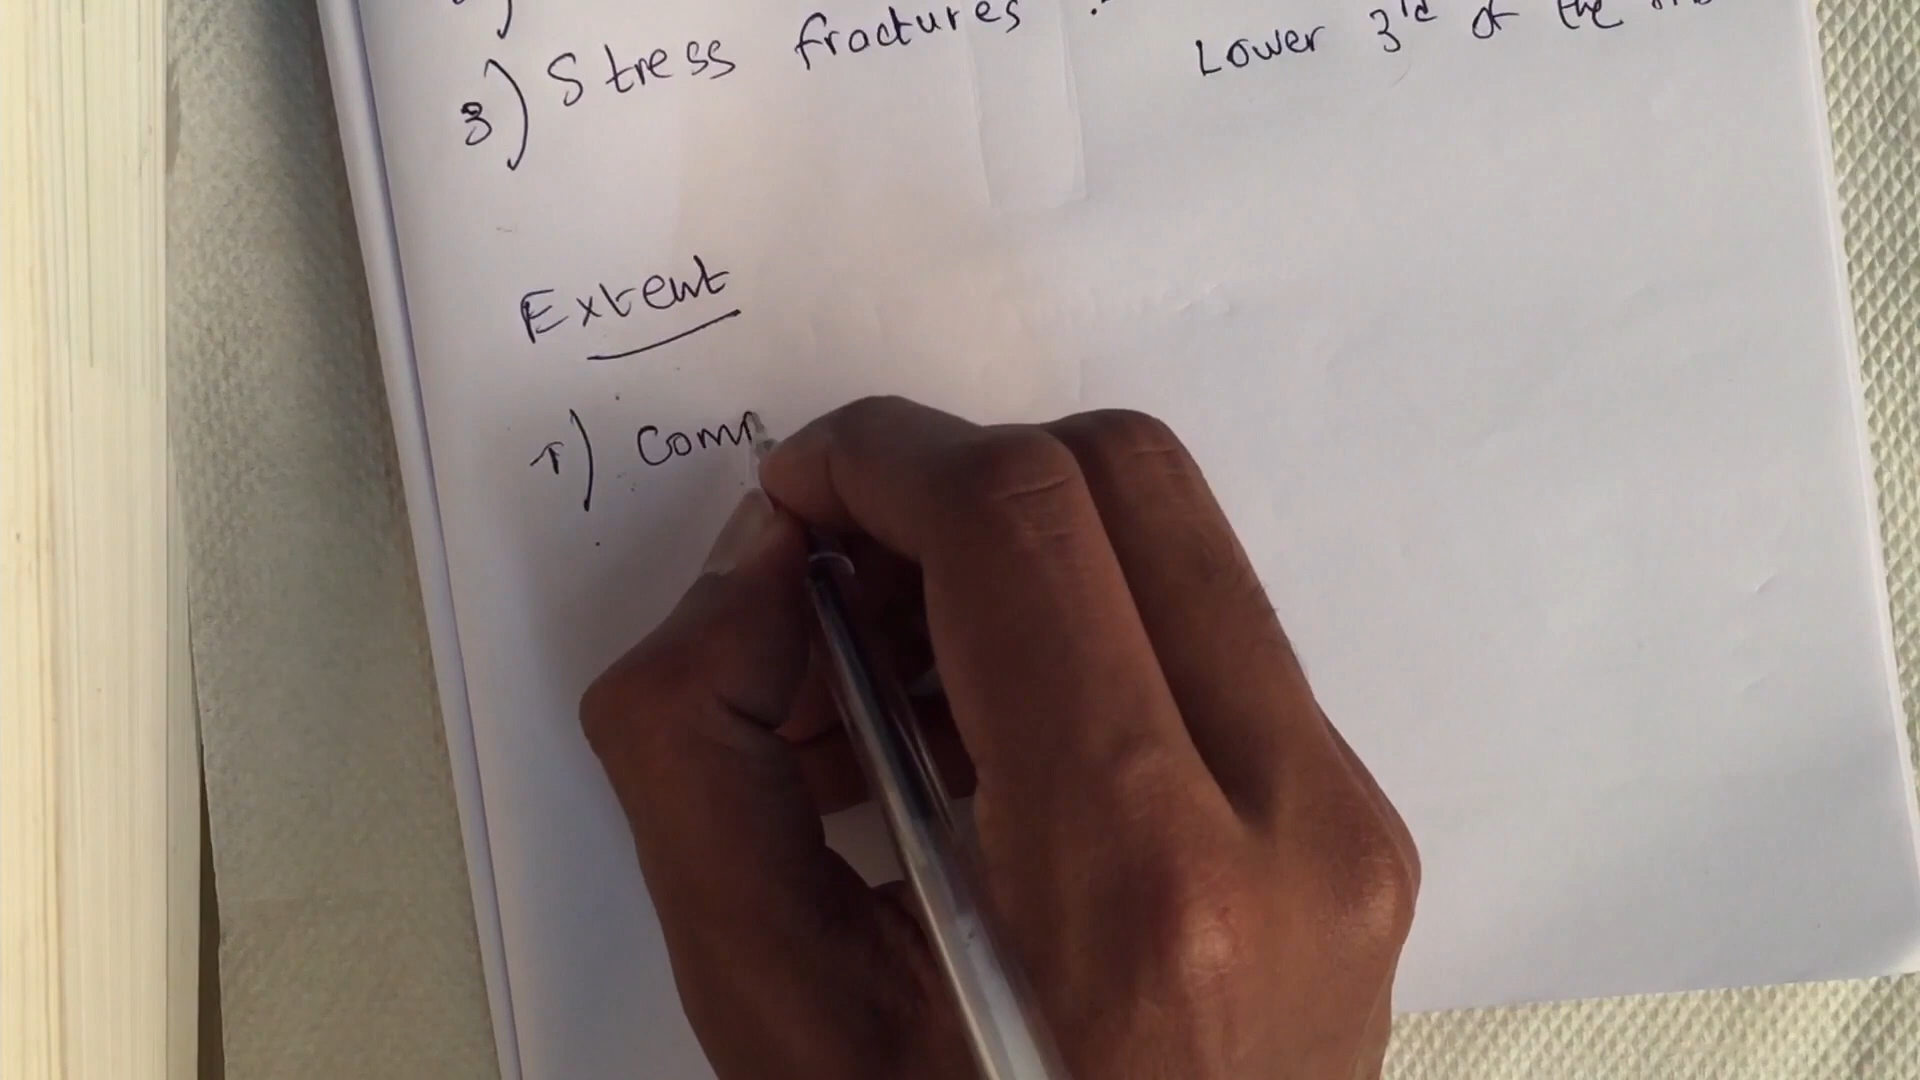 3) Stress fractures :
Lower 3rd of the
Extent
1) Com